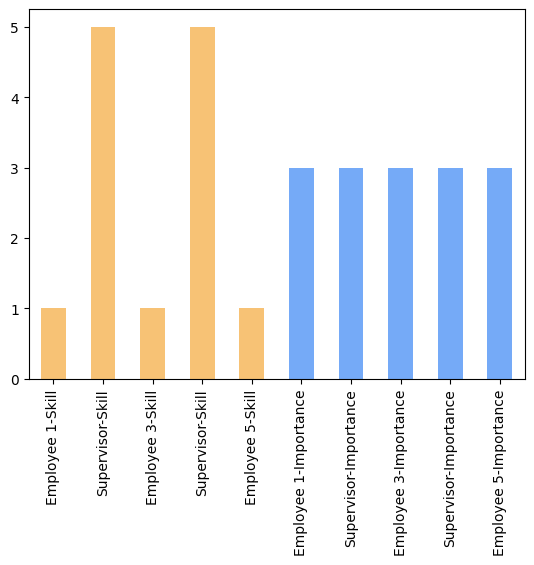 5
4
3
2
1
0
Employee 1-Skill
Supervisor-Skill
Employee 3-Skill
Supervisor-Skill
Employee 5-Skill
Employee 1-Importance
Supervisor-Importance
Employee 3-Importance
Supervisor-Importance
Employee 5-Importance